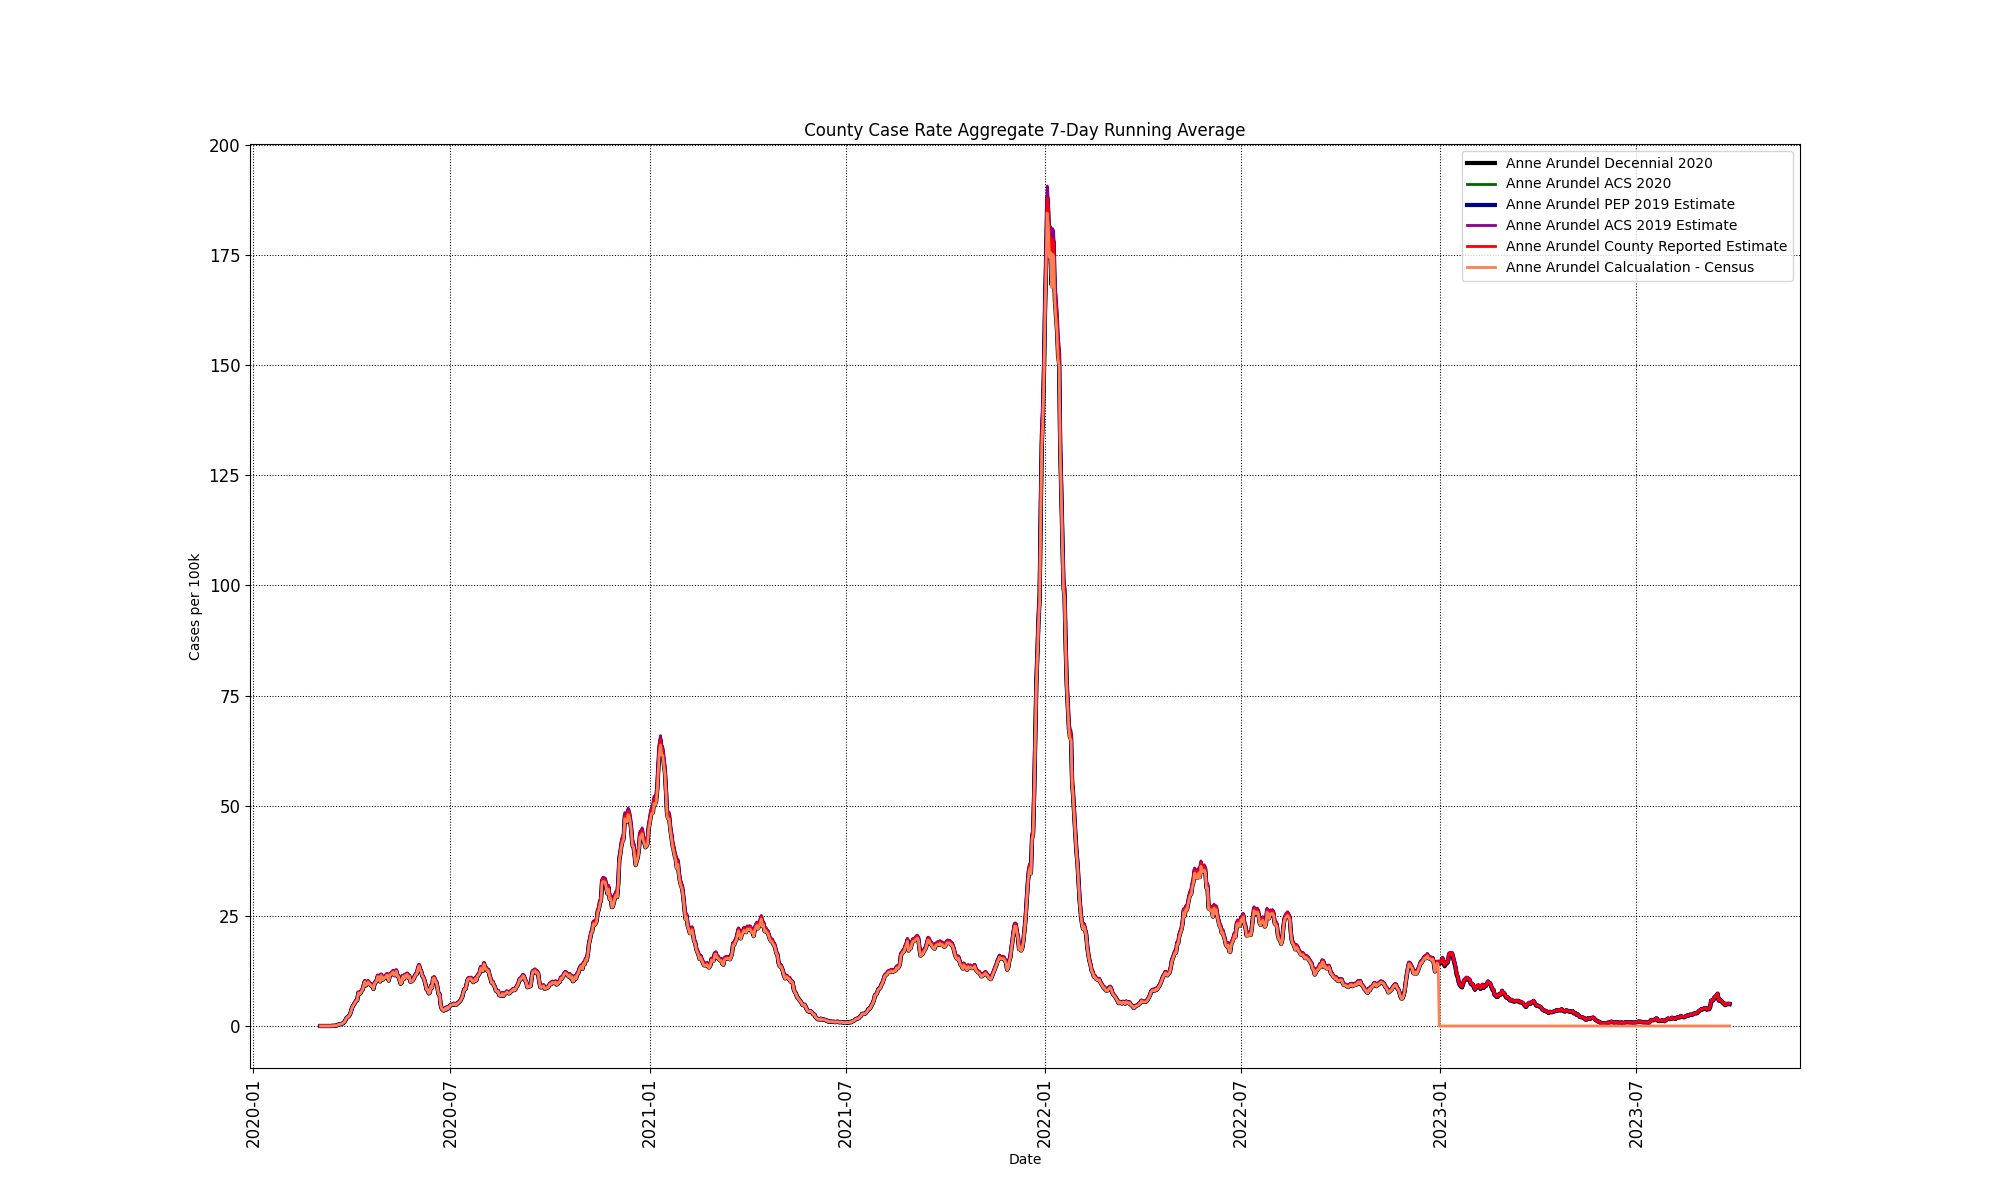 County Case Rate Aggregate 7-Day Running Average
200
175
150
125
100
75
50
25
0
Cases per 100k
Anne Arundel Decennial 2020
Anne Arundel ACS 2020
Anne Arundel PEP 2019 Estimate
Anne Arundel ACS 2019 Estimate
Anne Arundel County Reported Estimate
Anne Arundel Calcualation - Census
2020-01
2020-07
2021-01
2021-07
2022-01
2022-07
2023-01
2023-07
Date